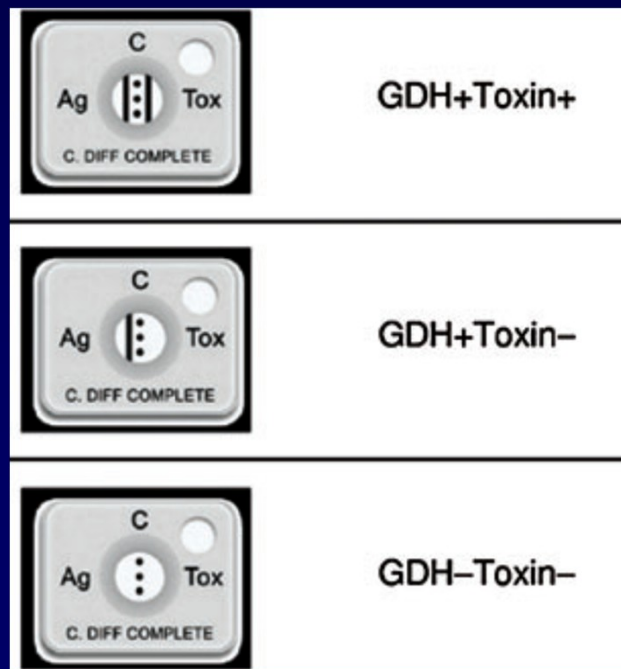 C
Ag Tox
C. DIFF COMPLETE
GDH+Toxin+
C
Ag Tox
C. DIFF COMPLETE
GDH+Toxin–
C
Ag Tox
C. DIFF COMPLETE
GDH–Toxin–